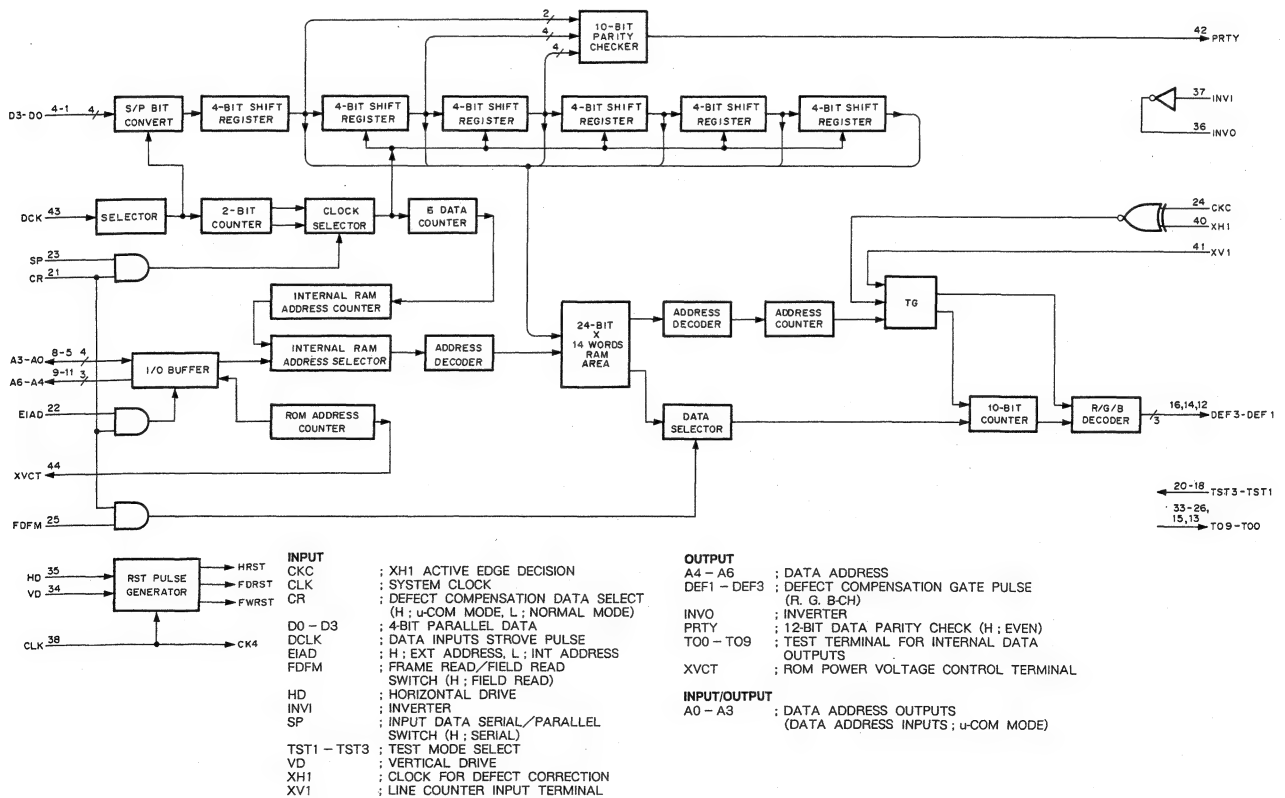 2
4
4
10-BIT
PARITY
CHECKER
42
PRTY
D3-D0
4-1
4
S/P BIT
CONVERT
4-BIT SHIFT
REGISTER
4-BIT SHIFT
REGISTER
4-BIT SHIFT
REGISTER
4-BIT SHIFT
REGISTER
4-BIT SHIFT
REGISTER
4-BIT SHIFT
REGISTER
37
INVI
36
INVO
DCK
43
SELECTOR
2-BIT
COUNTER
CLOCK
SELECTOR
6 DATA
COUNTER
24
CKC
40
XH1
41
XV1
SP
23
CR
21
INTERNAL RAM
ADDRESS COUNTER
INTERNAL RAM
ADDRESS SELECTOR
ADDRESS
DECODER
24-BIT
X
14 WORDS
RAM
AREA
ADDRESS
DECODER
ADDRESS
COUNTER
TG
A3-A0
8-5
4
A6-A4
9-11
3
I/O BUFFER
EIAD
22
ROM ADDRESS
COUNTER
DATA
SELECTOR
10-BIT
COUNTER
R/G/B
DECODER
16,14,12
3
DEF3-DEF1
XVCT
44
FDFM
25
20-18
TST3-TST1
33-26,
15,13
TO9-TO0
HD
35
VD
34
RST PULSE
GENERATOR
HRST
FDRST
FWRST
CLK
38
CK4
INPUT
CKC ; XH1 ACTIVE EDGE DECISION
CLK ; SYSTEM CLOCK
CR ; DEFECT COMPENSATION DATA SELECT
(H ; u-COM MODE, L ; NORMAL MODE)
D0 – D3 ; 4-BIT PARALLEL DATA
DCLK ; DATA INPUTS STROVE PULSE
EIAD ; H ; EXT ADDRESS, L ; INT ADDRESS
FDFM ; FRAME READ/FIELD READ
SWITCH (H ; FIELD READ)
HD ; HORIZONTAL DRIVE
INVI ; INVERTER
SP ; INPUT DATA SERIAL/PARALLEL
SWITCH (H ; SERIAL)
TST1 – TST3 ; TEST MODE SELECT
VD ; VERTICAL DRIVE
XH1 ; CLOCK FOR DEFECT CORRECTION
XV1 ; LINE COUNTER INPUT TERMINAL
OUTPUT
A4 – A6 ; DATA ADDRESS
DEF1 – DEF3 ; DEFECT COMPENSATION GATE PULSE
(R. G. B-CH)
INVO ; INVERTER
PRTY ; 12-BIT DATA PARITY CHECK (H ; EVEN)
TO0 – TO9 ; TEST TERMINAL FOR INTERNAL DATA
OUTPUTS
XVCT ; ROM POWER VOLTAGE CONTROL TERMINAL
INPUT/OUTPUT
A0 – A3 ; DATA ADDRESS OUTPUTS
(DATA ADDRESS INPUTS ; u-COM MODE)